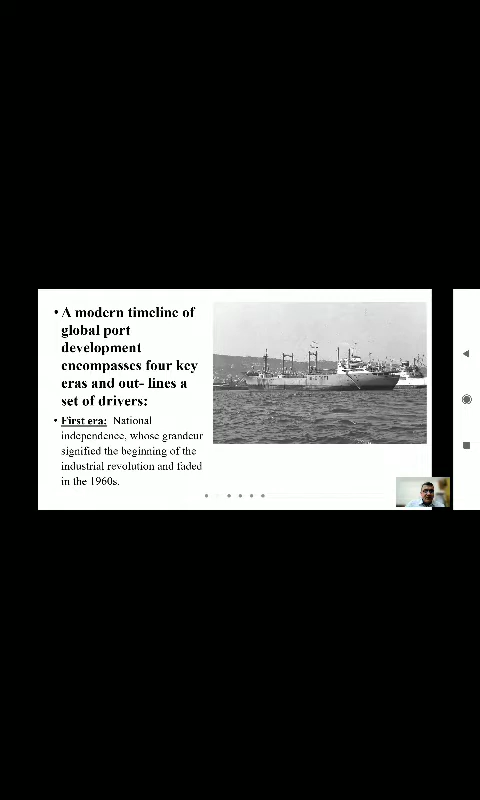 • A modern timeline of
global port
development
encompasses four key
eras and out- lines a
set of drivers:
• First era: National
independence, whose grandeur
signified the beginning of the
industrial revolution and faded
in the 1960s.